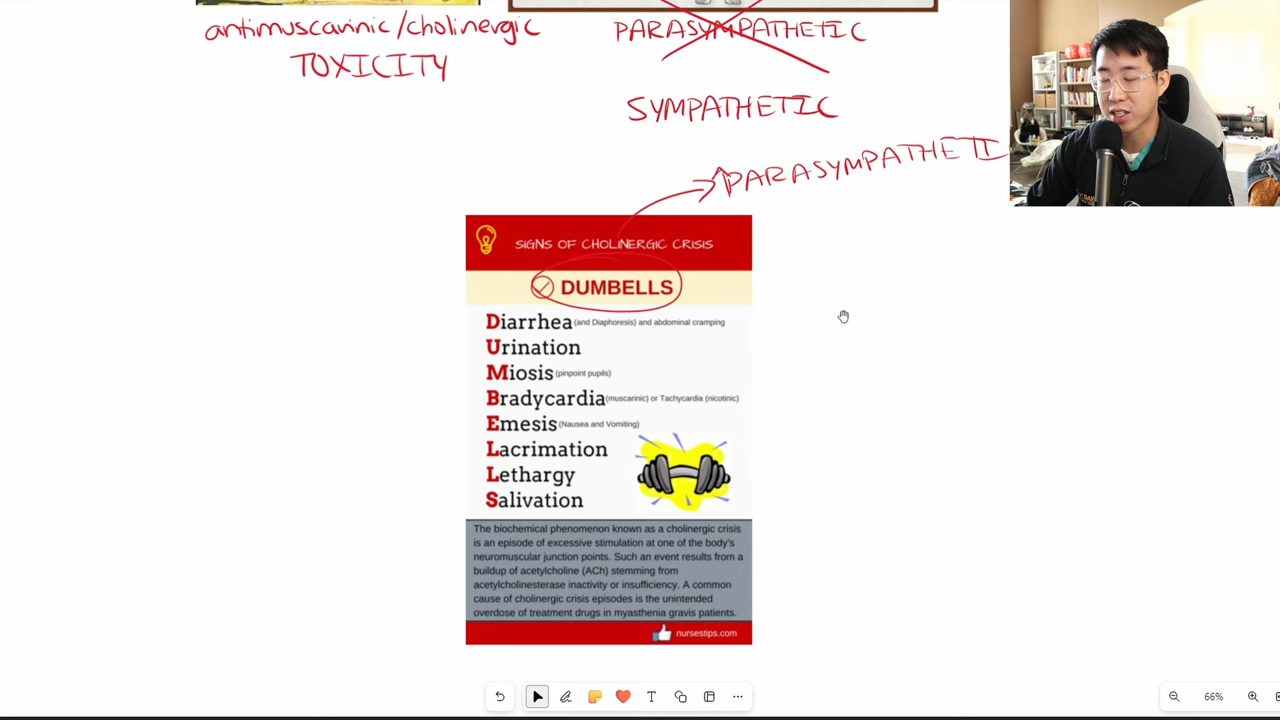 antimuscarinic/cholinergic
TOXICITY
PARASYMPATHETIC
SYMPATHETIC
↑PARASYMPATHETI
SIGNS OF CHOLINERGIC CRISIS
DUMBELLS
Diarrhea (and Diaphoresis) and abdominal cramping
Urination
Miosis (pinpoint pupils)
Bradycardia (muscarinic) or Tachycardia (nicotinic)
Emesis (Nausea and Vomiting)
Lacrimation
Lethargy
Salivation
The biochemical phenomenon known as a cholinergic crisis
is an episode of excessive stimulation at one of the body's
neuromuscular junction points. Such an event results from a
buildup of acetylcholine (ACh) stemming from
acetylcholinesterase inactivity or insufficiency. A common
cause of cholinergic crisis episodes is the unintended
overdose of treatment drugs in myasthenia gravis patients.
nursestips.com
T
66%